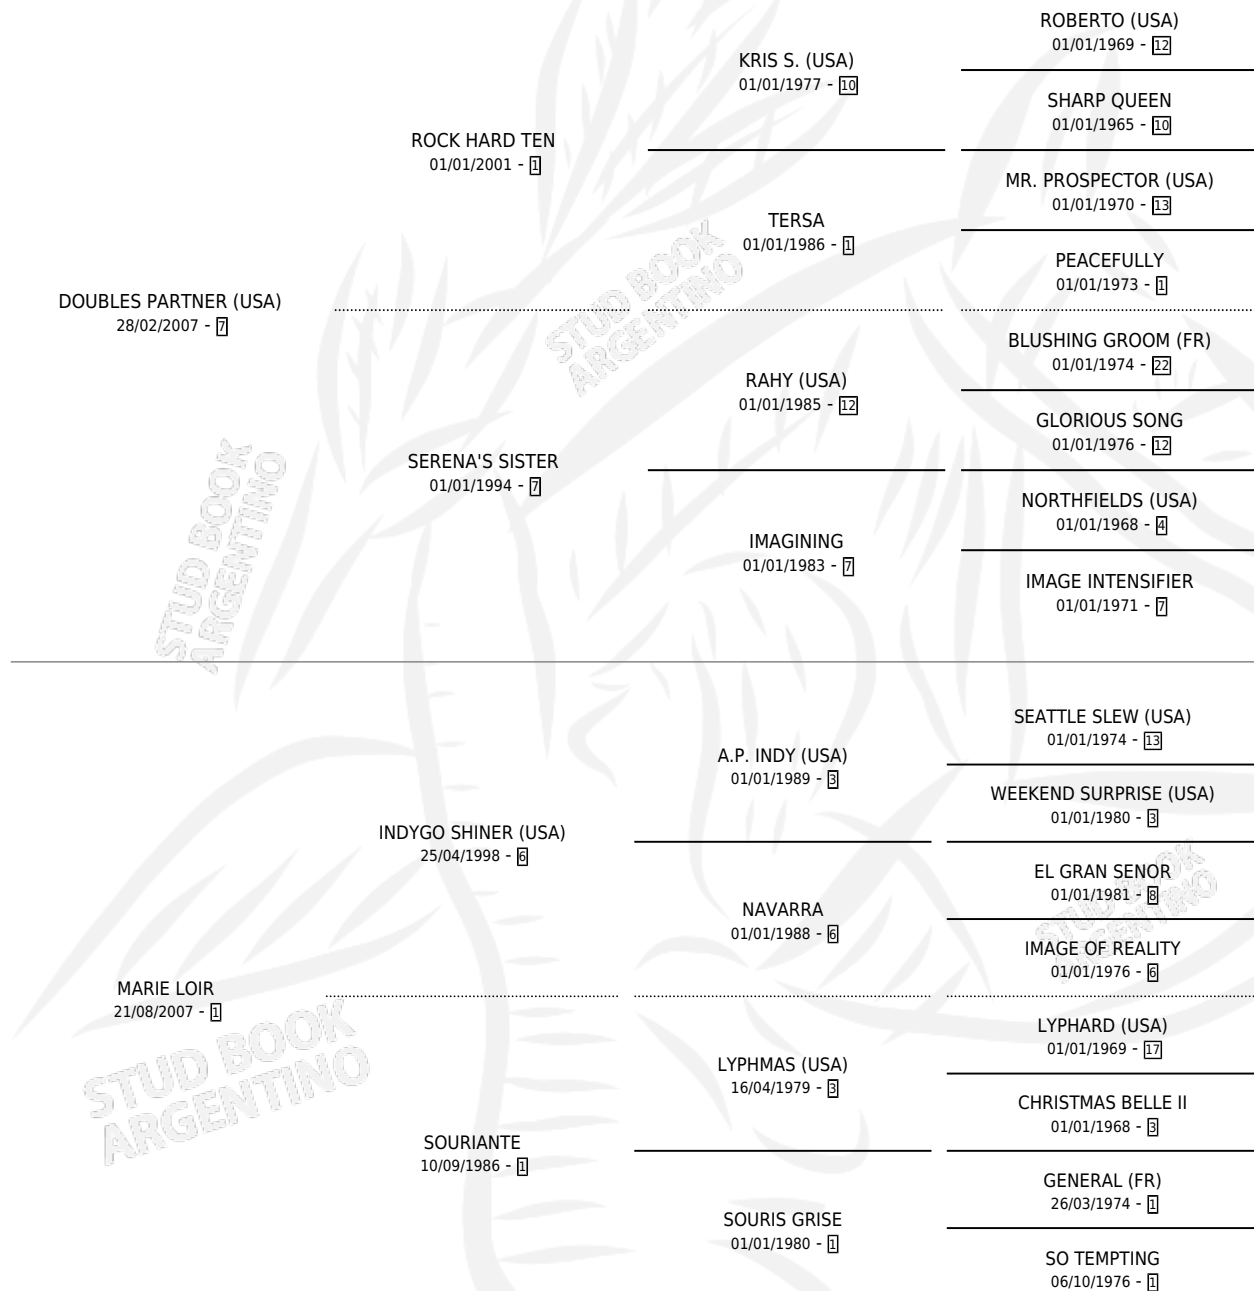 ROBERTO (USA)
01/01/1969 - 12
KRIS S. (USA)
01/01/1977 - 10
SHARP QUEEN
01/01/1965 - 10
ROCK HARD TEN
01/01/2001 - 1
MR. PROSPECTOR (USA)
01/01/1970 - 13
TERSA
01/01/1986 - 1
PEACEFULLY
01/01/1973 - 1
DOUBLES PARTNER (USA)
28/02/2007 - 7
STUD BOOK
ARGENTINO
BLUSHING GROOM (FR)
01/01/1974 - 22
RAHY (USA)
01/01/1985 - 12
GLORIOUS SONG
01/01/1976 - 12
SERENA'S SISTER
01/01/1994 - 7
NORTHFIELDS (USA)
01/01/1968 - 4
IMAGINING
01/01/1983 - 7
IMAGE INTENSIFIER
01/01/1971 - 7
STUD BOOK
ARGENTINO
SEATTLE SLEW (USA)
01/01/1974 - 13
A.P. INDY (USA)
01/01/1989 - 3
WEEKEND SURPRISE (USA)
01/01/1980 - 3
INDYGO SHINER (USA)
25/04/1998 - 6
EL GRAN SENOR
01/01/1981 - 8
NAVARRA
01/01/1988 - 6
STUD BOOK
ARGENTINO
IMAGE OF REALITY
01/01/1976 - 6
MARIE LOIR
21/08/2007 - 1
LYPHARD (USA)
01/01/1969 - 17
LYPHMAS (USA)
16/04/1979 - 3
CHRISTMAS BELLE II
01/01/1968 - 3
STUD BOOK
ARGENTINO
SOURIANTE
10/09/1986 - 1
GENERAL (FR)
26/03/1974 - 1
SOURIS GRISE
01/01/1980 - 1
SO TEMPTING
06/10/1976 - 1